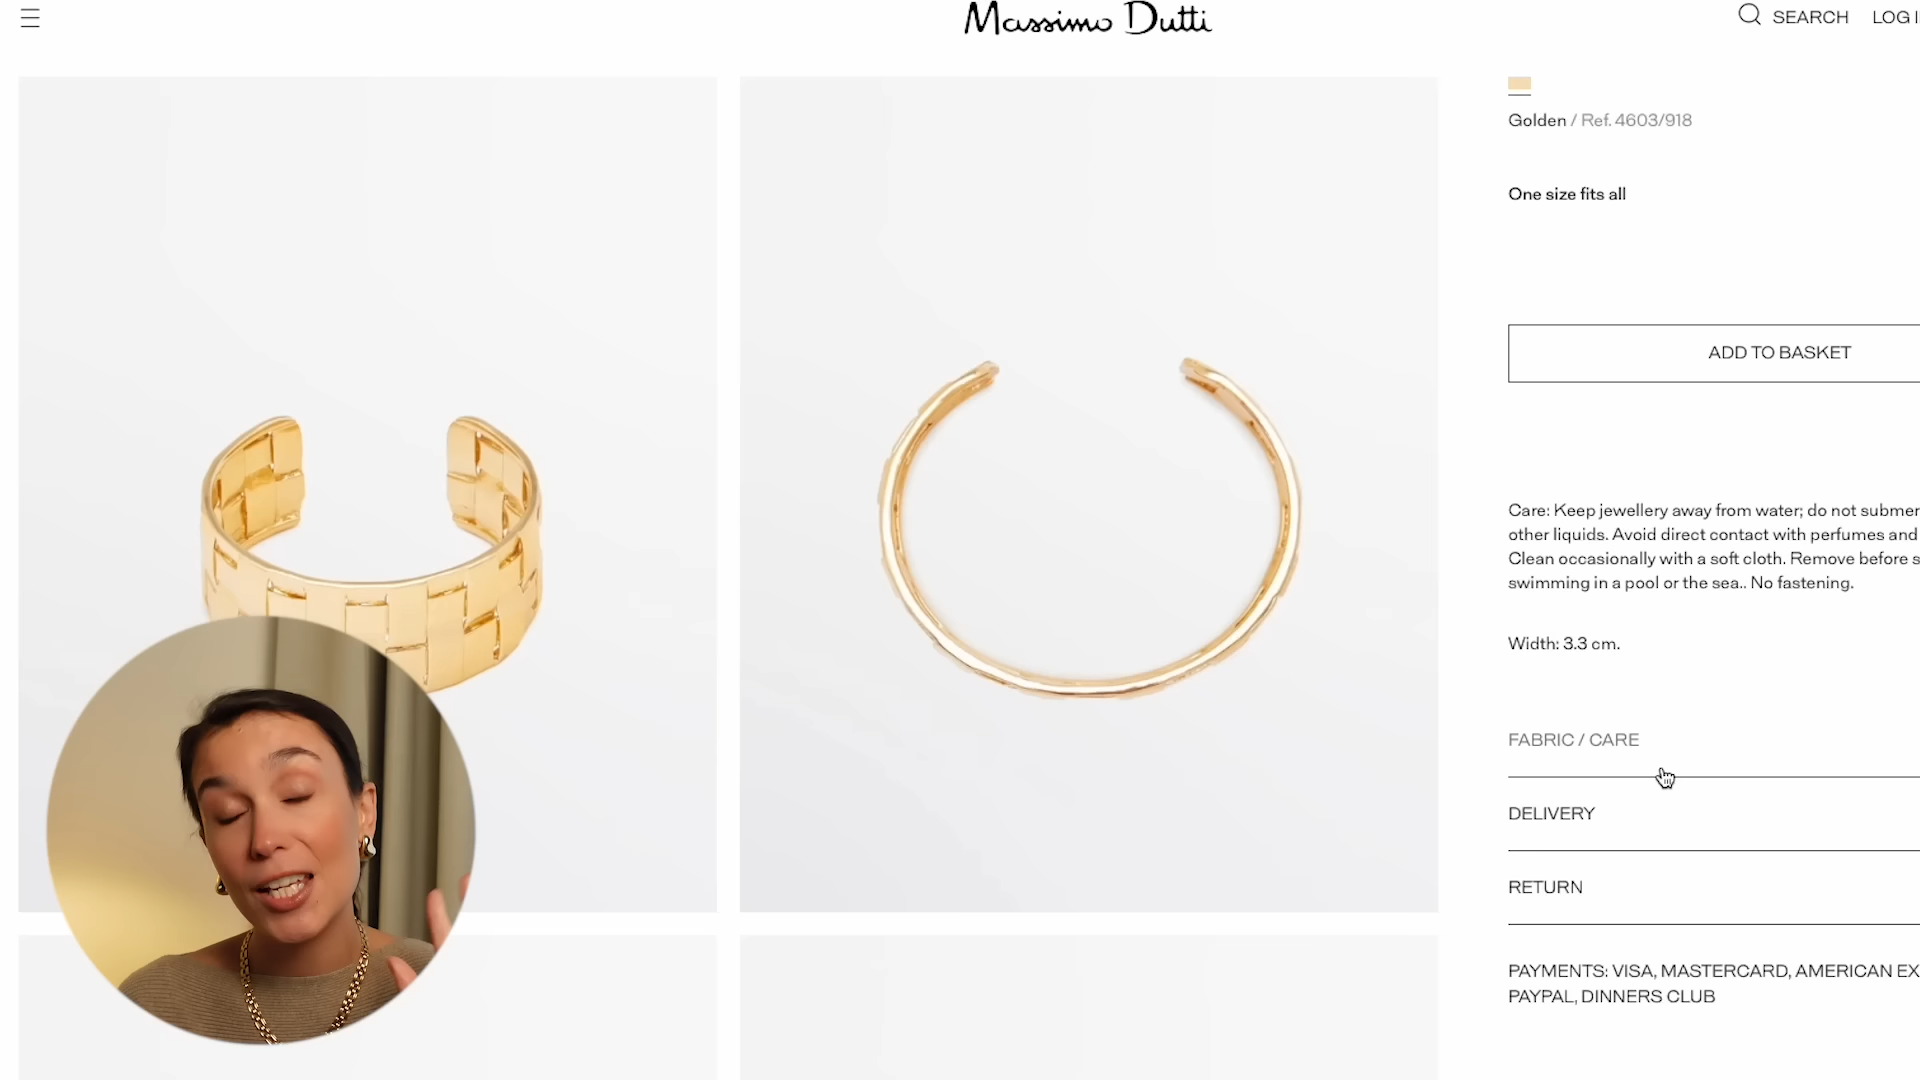 Massimo Dutti
SEARCH
LOG I
Golden / Ref. 4603/918
One size fits all
ADD TO BASKET
Care: Keep jewellery away from water; do not submer
other liquids. Avoid direct contact with perfumes and
Clean occasionally with a soft cloth. Remove before s
swimming in a pool or the sea.. No fastening.
Width: 3.3 cm.
FABRIC / CARE
DELIVERY
RETURN
PAYMENTS: VISA, MASTERCARD, AMERICAN EX
PAYPAL, DINNERS CLUB